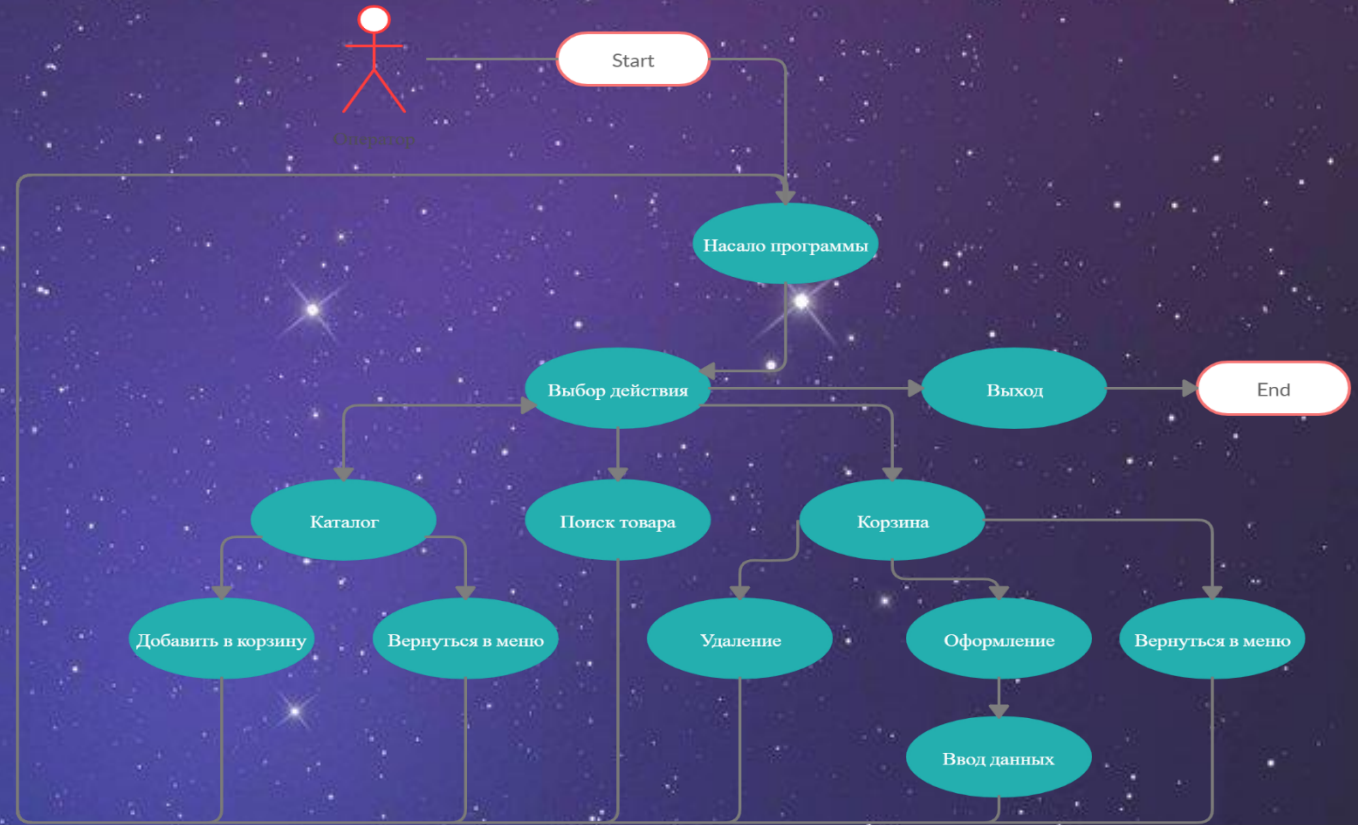 Start
Насало программы
Выбор действия
Выход
End
Каталог
Поиск товара
Корзина
Добавить в корзину
Вернуться в меню
Удаление
Оформление
Вернуться в меню
Ввод данных